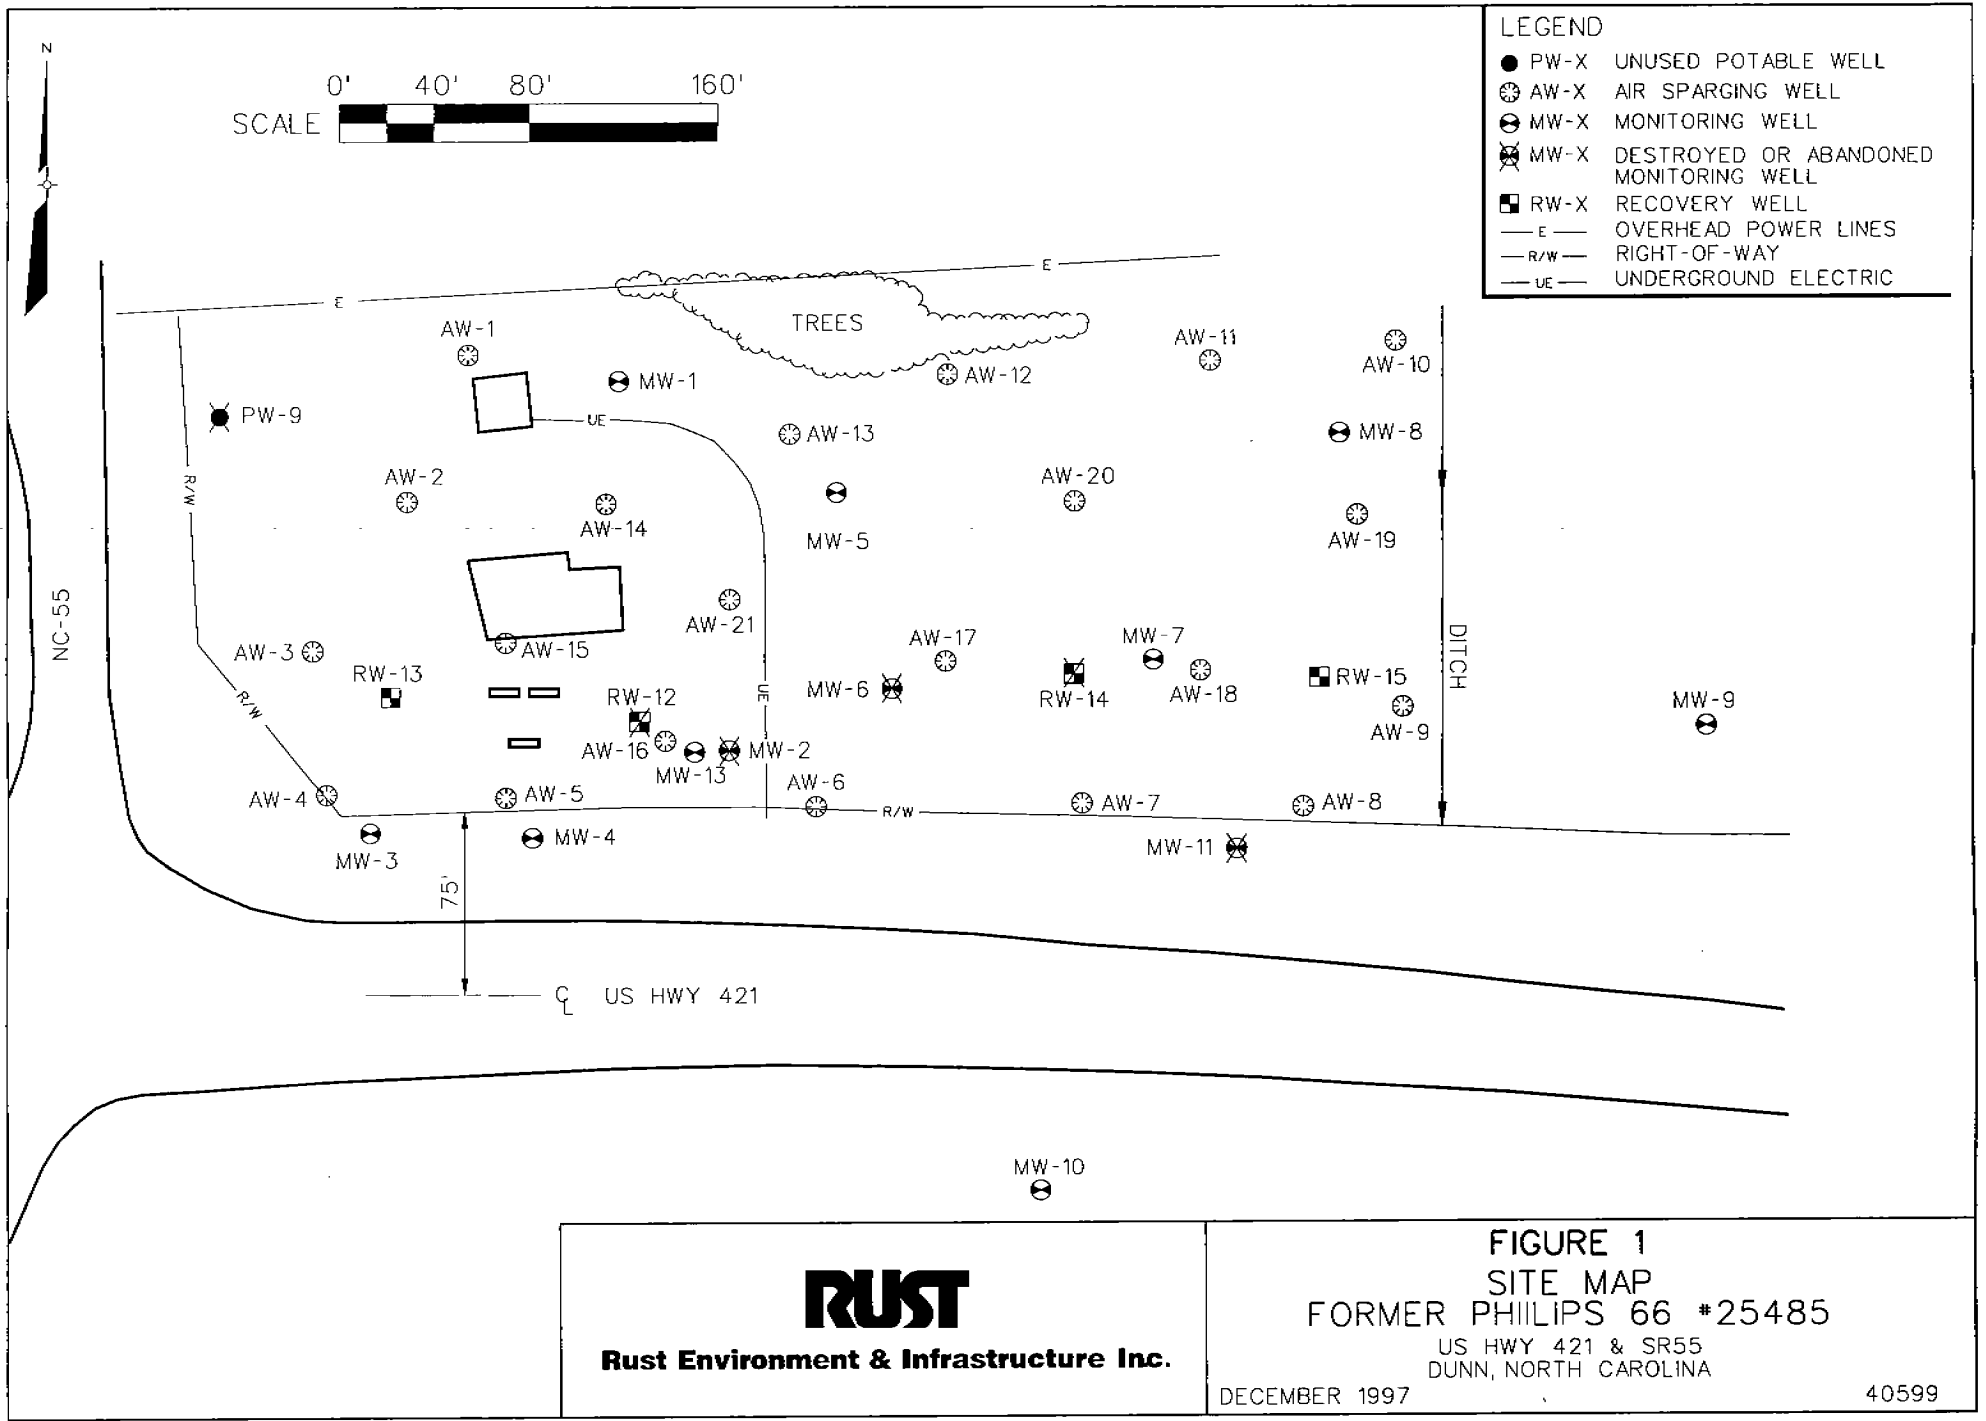 N
0' 40' 80' 160'
SCALE
LEGEND
PW-X UNUSED POTABLE WELL
AW-X AIR SPARGING WELL
MW-X MONITORING WELL
MW-X DESTROYED OR ABANDONED
MONITORING WELL
RW-X RECOVERY WELL
E OVERHEAD POWER LINES
R/W RIGHT-OF-WAY
UE UNDERGROUND ELECTRIC
E
E
TREES
AW-1
AW-11
AW-10
MW-1
AW-12
PW-9
UE
AW-13
MW-8
AW-2
R/W
AW-20
AW-14
MW-5
AW-19
NC-55
AW-21
AW-3
AW-15
AW-17
MW-7
DITCH
RW-13
RW-12
UE
MW-6
RW-14
AW-18
RW-15
AW-9
MW-9
R/W
AW-16
MW-13
MW-2
AW-4
AW-5
AW-6
R/W
AW-7
AW-8
MW-3
MW-4
MW-11
75'
CL US HWY 421
MW-10
RUST
Rust Environment & Infrastructure Inc.
FIGURE 1
SITE MAP
FORMER PHIILIPS 66 #25485
US HWY 421 & SR55
DUNN, NORTH CAROLINA
DECEMBER 1997 40599